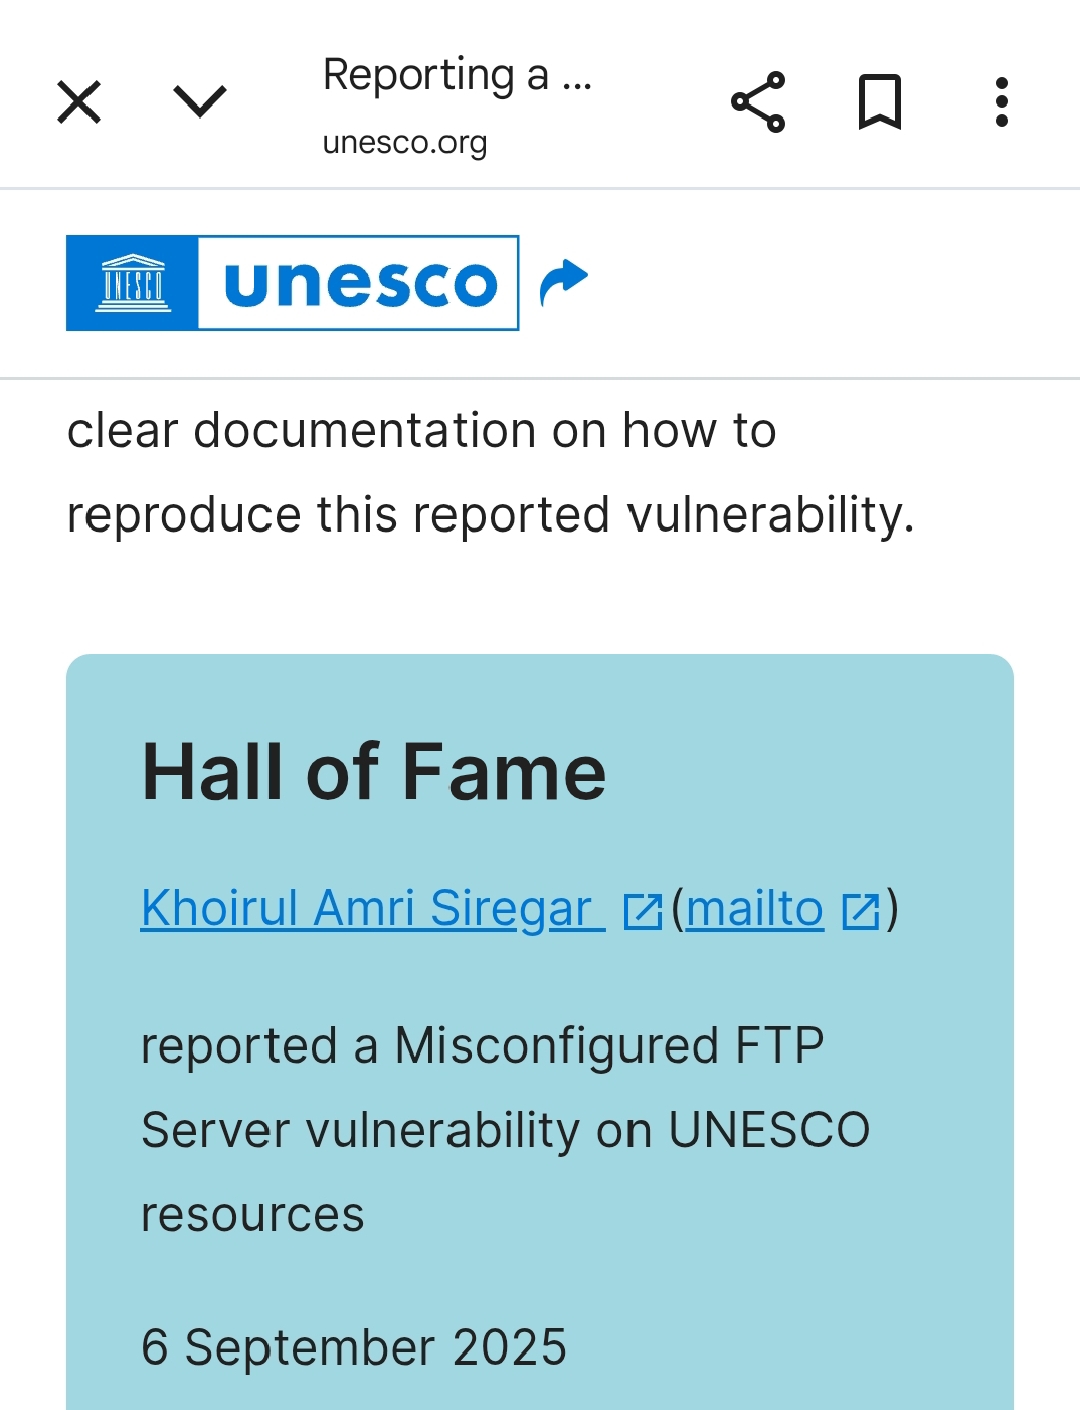 Reporting a ...
unesco.org
UNESCO
unesco
clear documentation on how to
reproduce this reported vulnerability.
Hall of Fame
Khoirul Amri Siregar (mailto)
reported a Misconfigured FTP
Server vulnerability on UNESCO
resources
6 September 2025